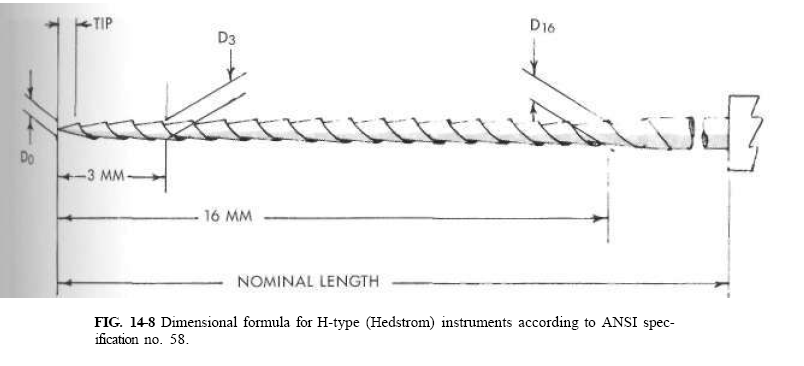 TIP
D3
D16
D0
3 MM
16 MM
NOMINAL LENGTH
FIG. 14-8 Dimensional formula for H-type (Hedstrom) instruments according to ANSI spec-
ification no. 58.